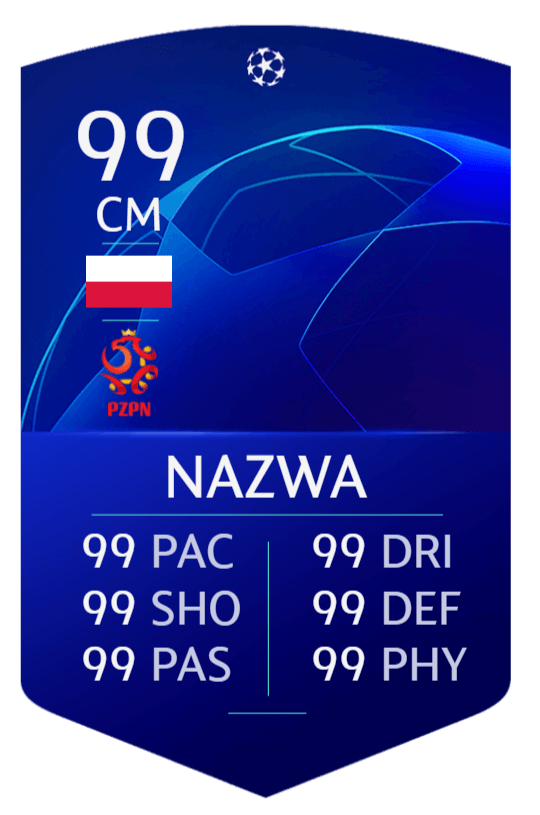 99
CM
PZPN
NAZWA
99 PAC 99 DRI
99 SHO 99 DEF
99 PAS 99 PHY